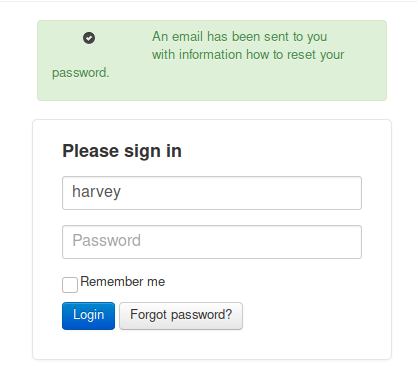 An email has been sent to you
with information how to reset your
password.
Please sign in
harvey
Password
Remember me
Login Forgot password?